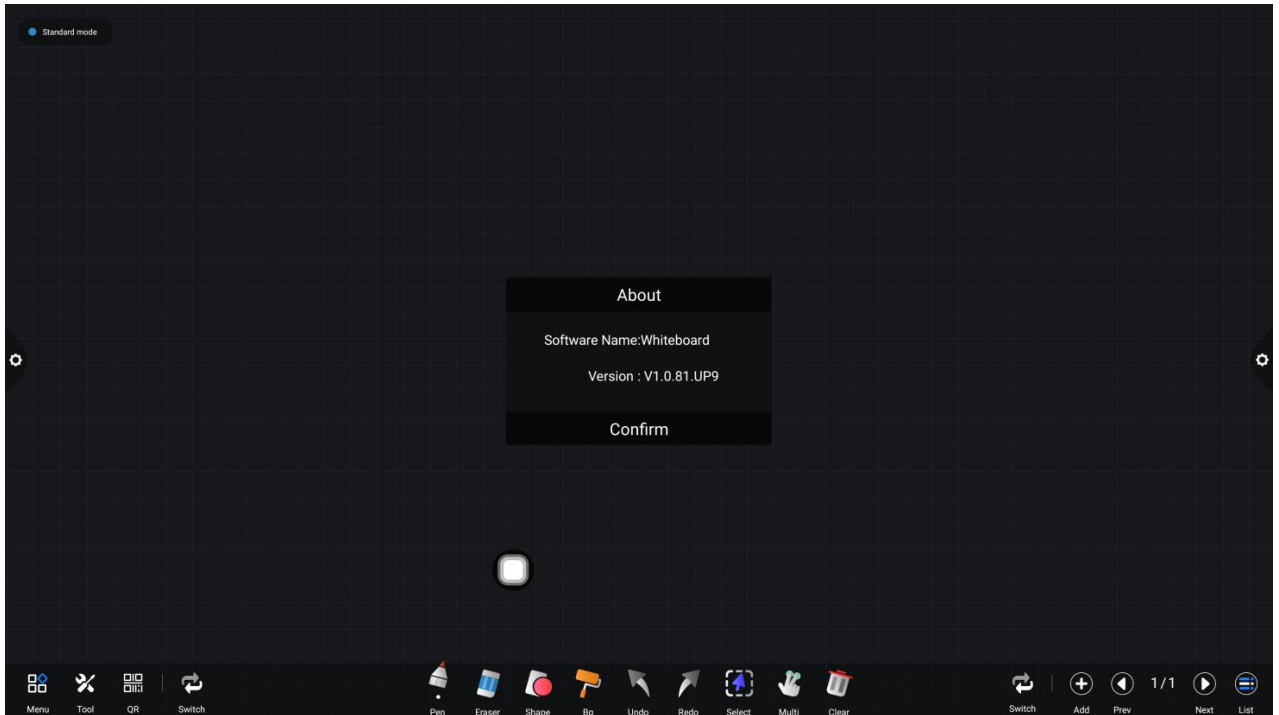 Standard mode
About
Software Name:Whiteboard
Version : V1.0.81.UP9
Confirm
1/1
Menu Tool QR Switch
Pen Eraser Shape Bg Undo Redo Select Multi Clear
Switch Add Prev Next List